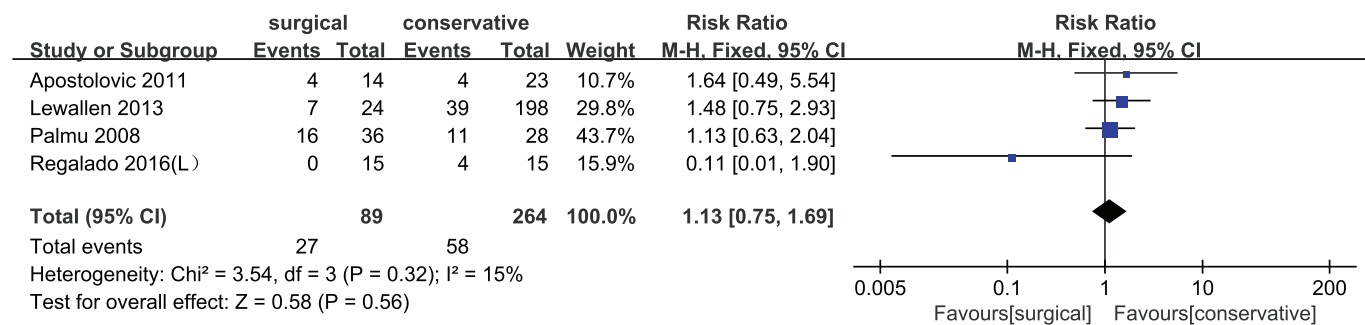 surgical conservative Risk Ratio Risk Ratio
Study or Subgroup Events Total Events Total Weight M-H, Fixed, 95% CI M-H, Fixed, 95% CI
Apostolovic 2011 4 14 4 23 10.7% 1.64 [0.49, 5.54]
Lewallen 2013 7 24 39 198 29.8% 1.48 [0.75, 2.93]
Palmu 2008 16 36 11 28 43.7% 1.13 [0.63, 2.04]
Regalado 2016(L） 0 15 4 15 15.9% 0.11 [0.01, 1.90]
Total (95% CI) 89 264 100.0% 1.13 [0.75, 1.69]
Total events 27 58
Heterogeneity: Chi² = 3.54, df = 3 (P = 0.32); I² = 15%
Test for overall effect: Z = 0.58 (P = 0.56)
0.005 0.1 1 10 200
Favours[surgical] Favours[conservative]